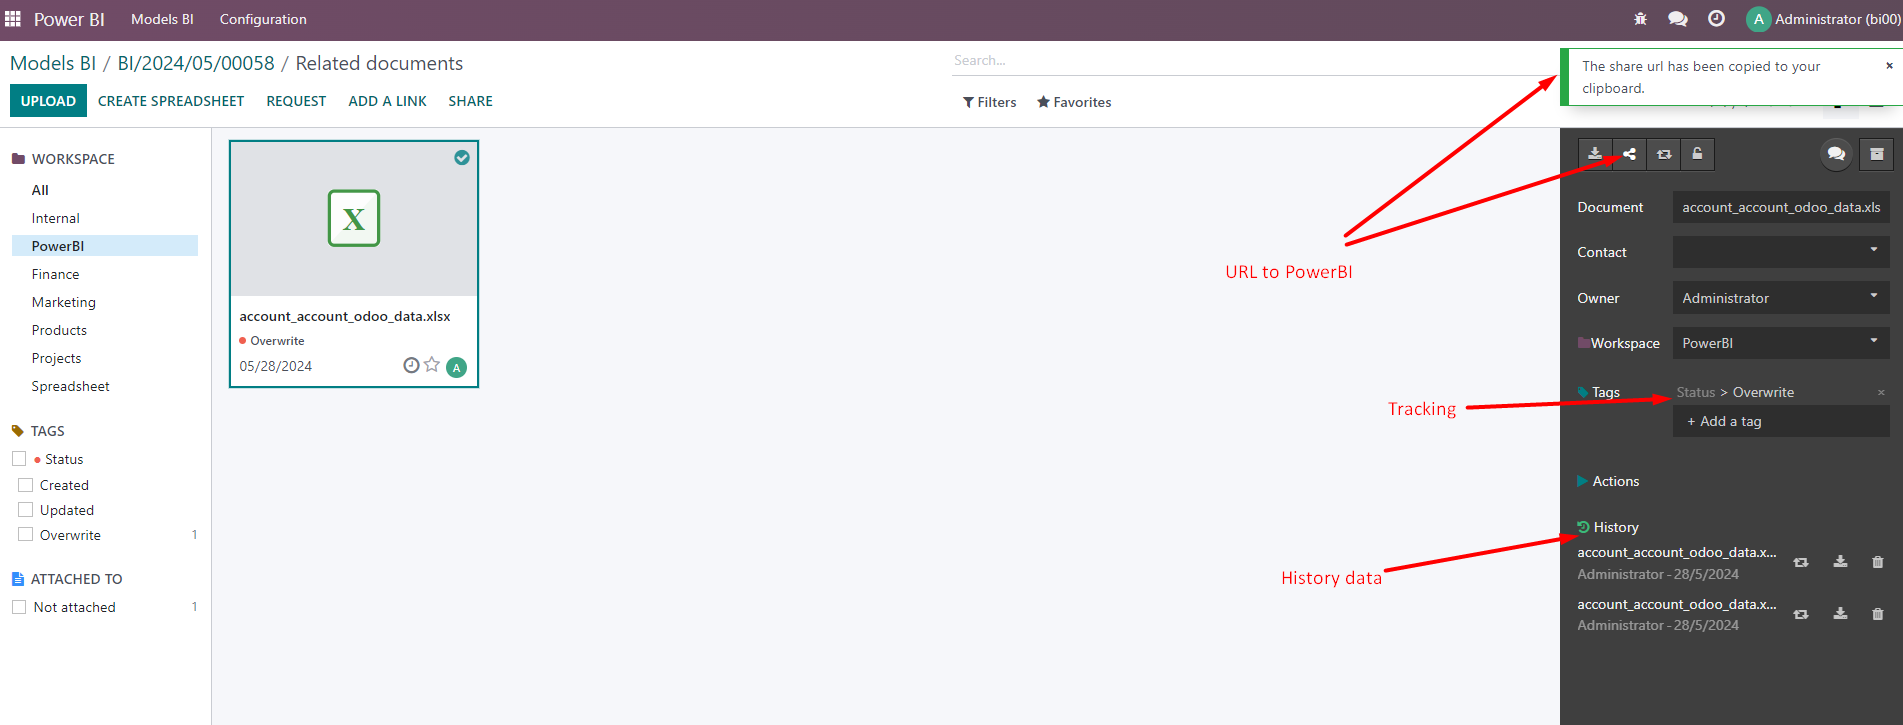 Power BI Models BI Configuration A Administrator (bi00)
Models BI / BI/2024/05/00058 / Related documents
Search...
The share url has been copied to your clipboard. ×
UPLOAD CREATE SPREADSHEET REQUEST ADD A LINK SHARE
Filters Favorites
WORKSPACE
All
Internal
PowerBI
Finance
Marketing
Products
Projects
Spreadsheet
TAGS
Status
Created
Updated
Overwrite 1
ATTACHED TO
Not attached 1
X
account_account_odoo_data.xlsx
Overwrite
05/28/2024 A
URL to PowerBI
Tracking
History data
Document account_account_odoo_data.xls
Contact
Owner Administrator
Workspace PowerBI
Tags Status > Overwrite ×
+ Add a tag
Actions
History
account_account_odoo_data.x...
Administrator - 28/5/2024
account_account_odoo_data.x...
Administrator - 28/5/2024